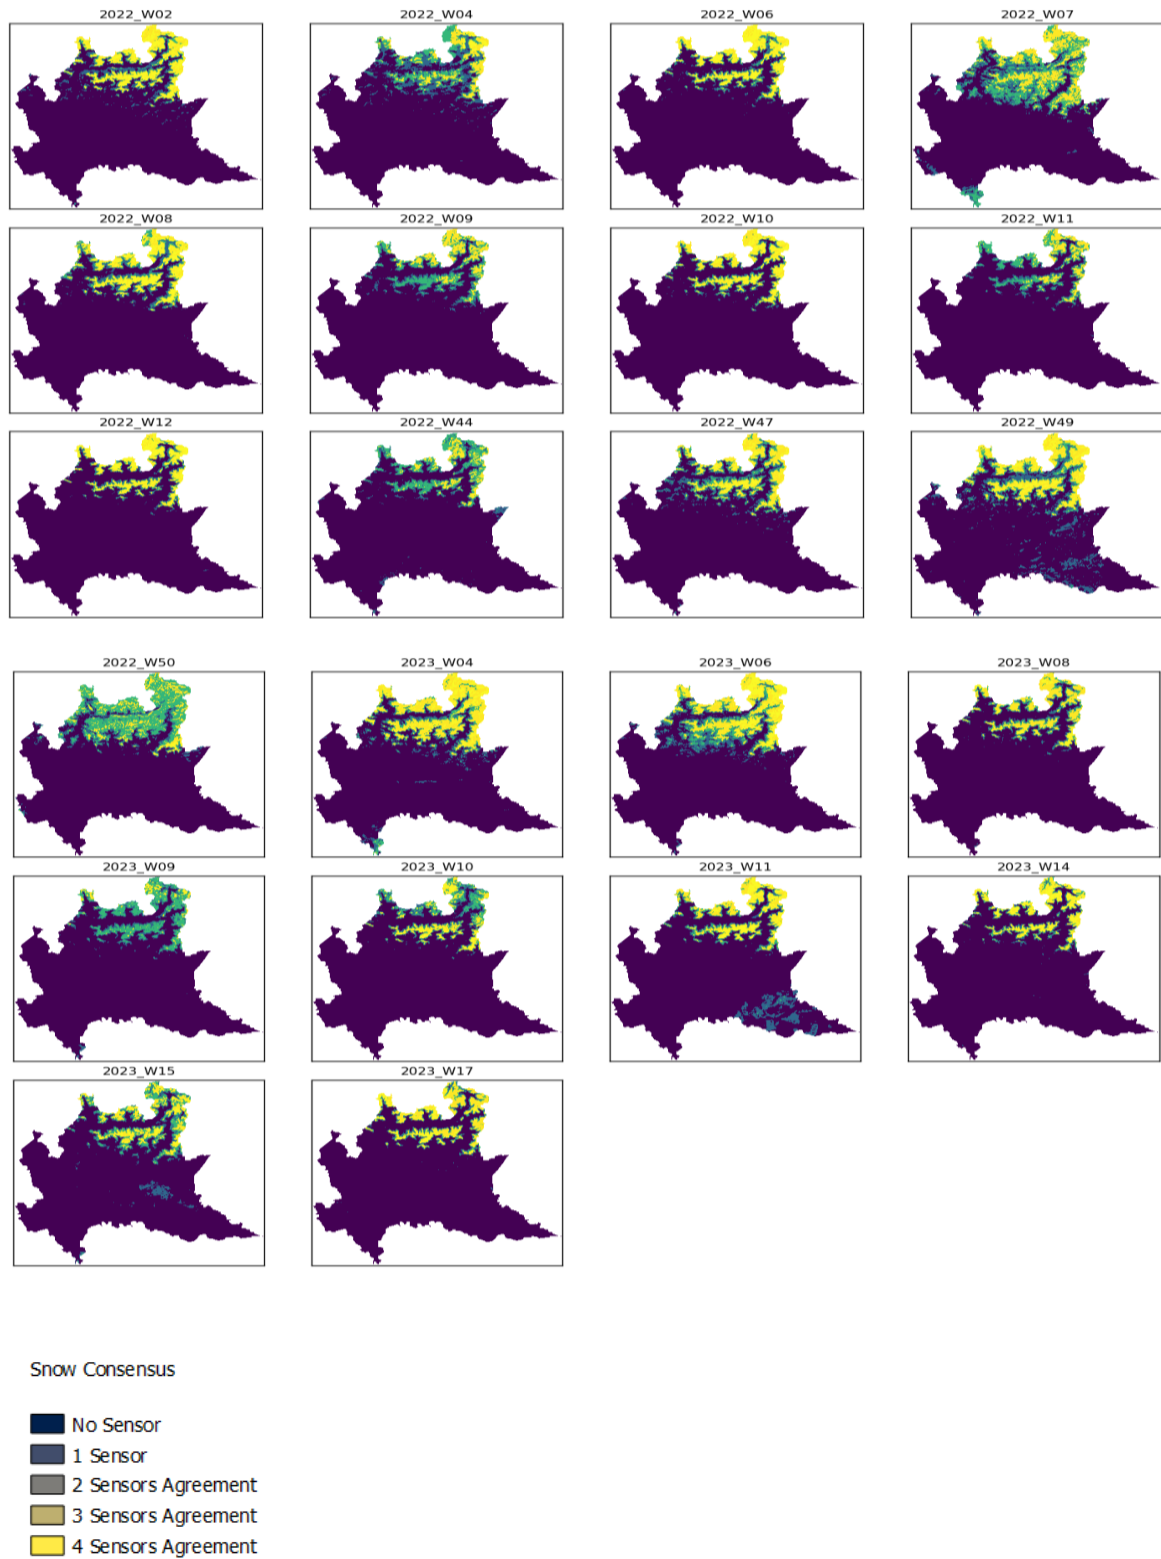 2022_W02
2022_W04
2022_W06
2022_W07
2022_W08
2022_W09
2022_W10
2022_W11
2022_W12
2022_W44
2022_W47
2022_W49
2022_W50
2023_W04
2023_W06
2023_W08
2023_W09
2023_W10
2023_W11
2023_W14
2023_W15
2023_W17
Snow Consensus
No Sensor
1 Sensor
2 Sensors Agreement
3 Sensors Agreement
4 Sensors Agreement